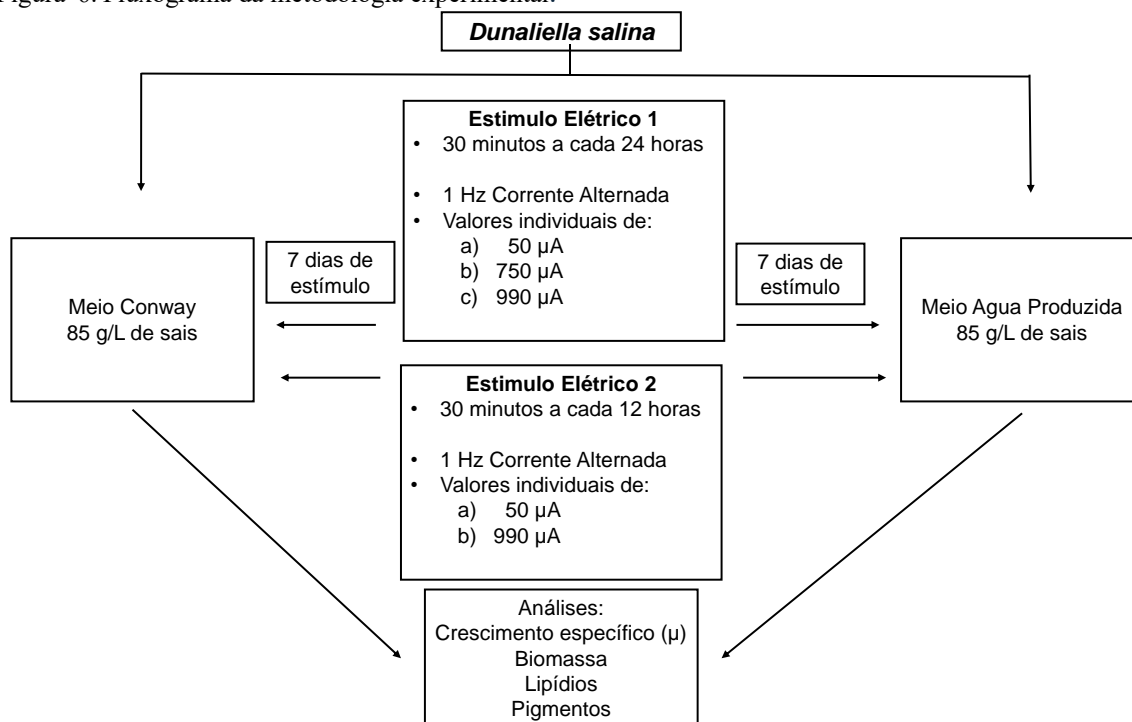 Figura 6. Fluxograma da metodologia experimental.
Dunaliella salina
Estimulo Elétrico 1
• 30 minutos a cada 24 horas
• 1 Hz Corrente Alternada
• Valores individuais de:
a) 50 µA
b) 750 µA
c) 990 µA
7 dias de
estímulo
7 dias de
estímulo
Meio Conway
85 g/L de sais
Meio Agua Produzida
85 g/L de sais
Estimulo Elétrico 2
• 30 minutos a cada 12 horas
• 1 Hz Corrente Alternada
• Valores individuais de:
a) 50 µA
b) 990 µA
Análises:
Crescimento específico (µ)
Biomassa
Lipídios
Pigmentos